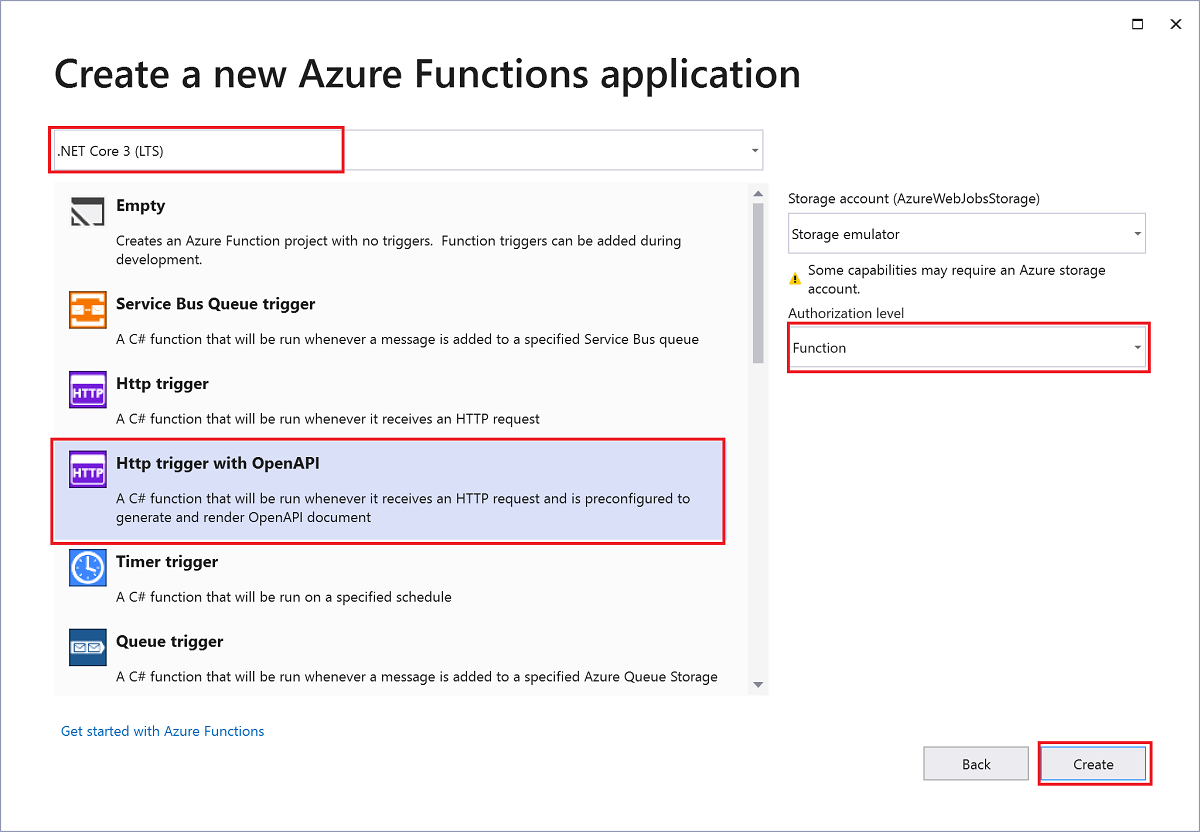 Create a new Azure Functions application
.NET Core 3 (LTS)
Empty
Creates an Azure Function project with no triggers.  Function triggers can be added during
development.
Service Bus Queue trigger
A C# function that will be run whenever a message is added to a specified Service Bus queue
HTTP
Http trigger
A C# function that will be run whenever it receives an HTTP request
HTTP
Http trigger with OpenAPI
A C# function that will be run whenever it receives an HTTP request and is preconfigured to
generate and render OpenAPI document
Timer trigger
A C# function that will be run on a specified schedule
Queue trigger
A C# function that will be run whenever a message is added to a specified Azure Queue Storage
Storage account (AzureWebJobsStorage)
Storage emulator
Some capabilities may require an Azure storage
account.
Authorization level
Function
Get started with Azure Functions
Back
Create